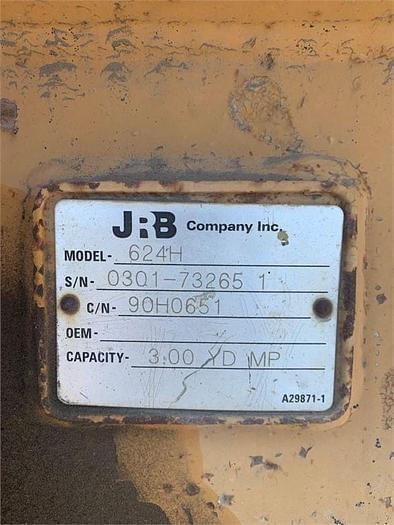 JRB Company Inc.
MODEL- 624H
S/N- 0301-73265 1
C/N- 90H0651
OEM-
CAPACITY- 3.00 YD MP
A29871-1